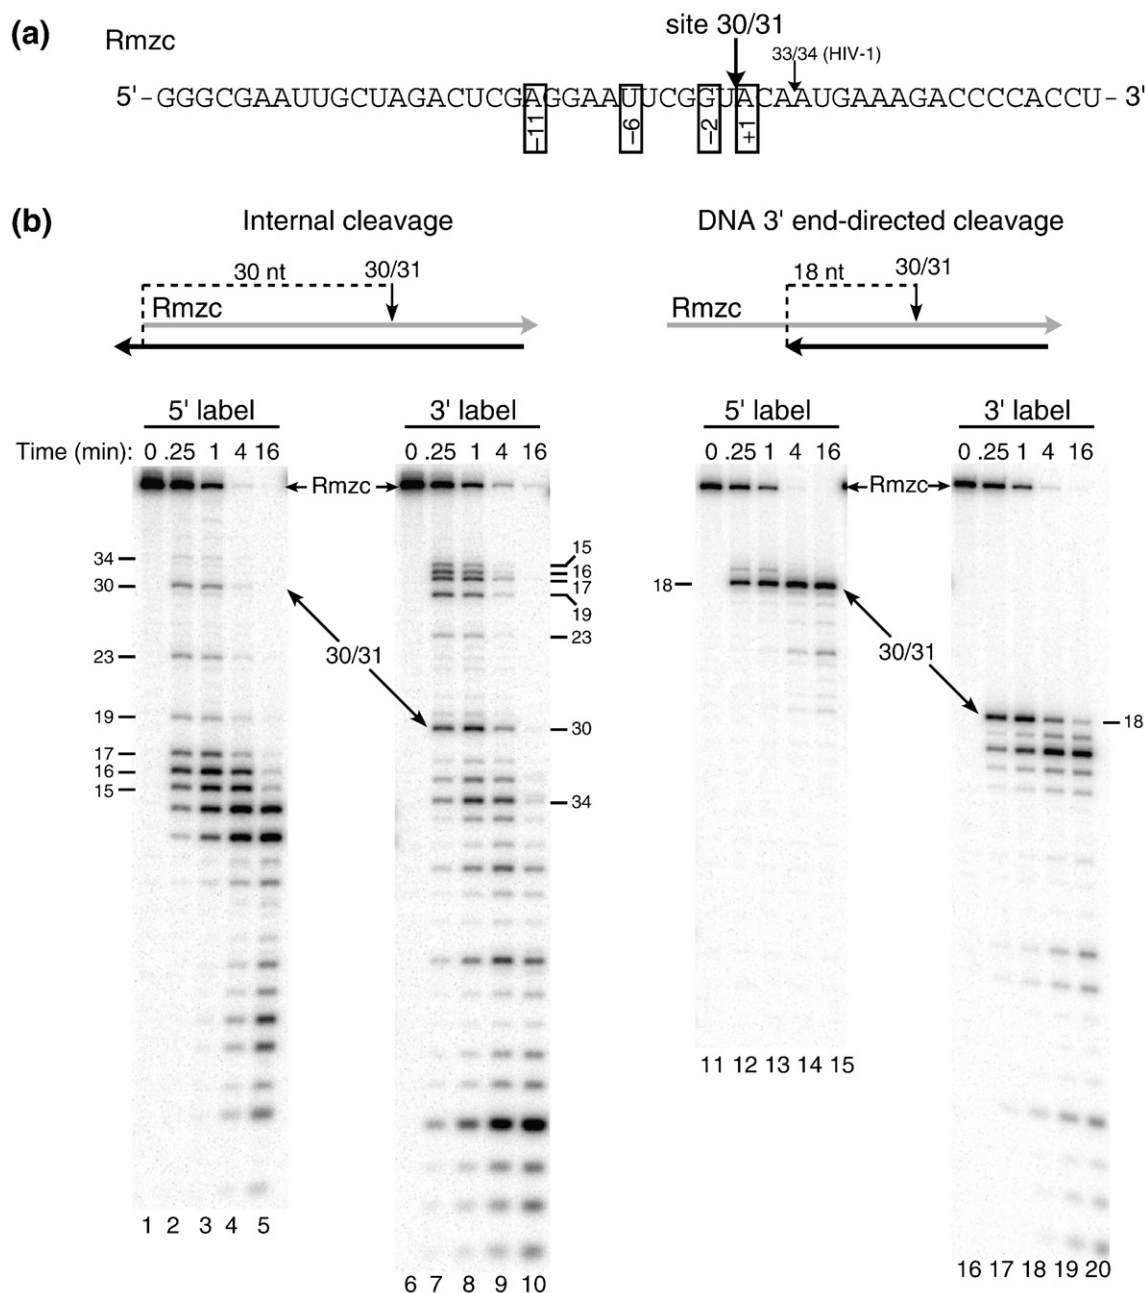 (a)
Rmzc
site 30/31
33/34 (HIV-1)
5'-GGGCGAAUUGCUAGACUCGAGGAAUUCGGUACAAUGAAAGACCCCACCU-3'
-11 -6 -2 +1
(b)
Internal cleavage
DNA 3' end-directed cleavage
30 nt 30/31
Rmzc
18 nt 30/31
Rmzc
5' label
3' label
5' label
3' label
Time (min): 0 .25 1 4 16
0 .25 1 4 16
0 .25 1 4 16
0 .25 1 4 16
Rmzc
Rmzc
34
30
23
19
17
16
15
30/31
15
16
17
19
23
30
34
18
30/31
18
1 2 3 4 5
6 7 8 9 10
11 12 13 14 15
16 17 18 19 20